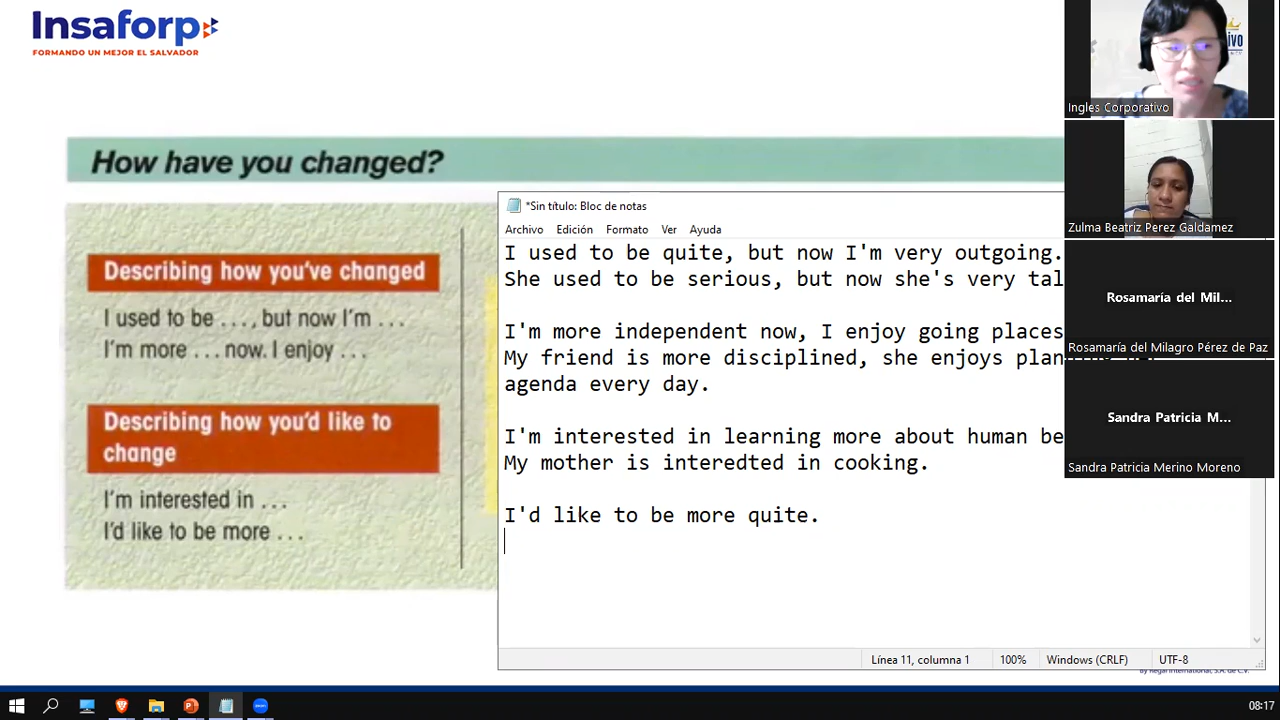 Insaforp
FORMANDO UN MEJOR EL SALVADOR
How have you changed?
Describing how you've changed
I used to be . . . , but now I'm . . .
I'm more . . . now. I enjoy . . .
Describing how you'd like to
change
I'm interested in . . .
I'd like to be more . . .
*Sin título: Bloc de notas
Archivo Edición Formato Ver Ayuda
I used to be quite, but now I'm very outgoing.
She used to be serious, but now she's very tal
I'm more independent now, I enjoy going places
My friend is more disciplined, she enjoys
agenda every day.
I'm interested in learning more about human be
My mother is interedted in cooking.
I'd like to be more quite.
Línea 11, columna 1 100% Windows (CRLF) UTF-8
Ingles Corporativo
Zulma Beatriz Perez Galdamez
Rosamaría del Mil...
Rosamaría del Milagro Pérez de Paz
Sandra Patricia M...
Sandra Patricia Merino Moreno
08:17